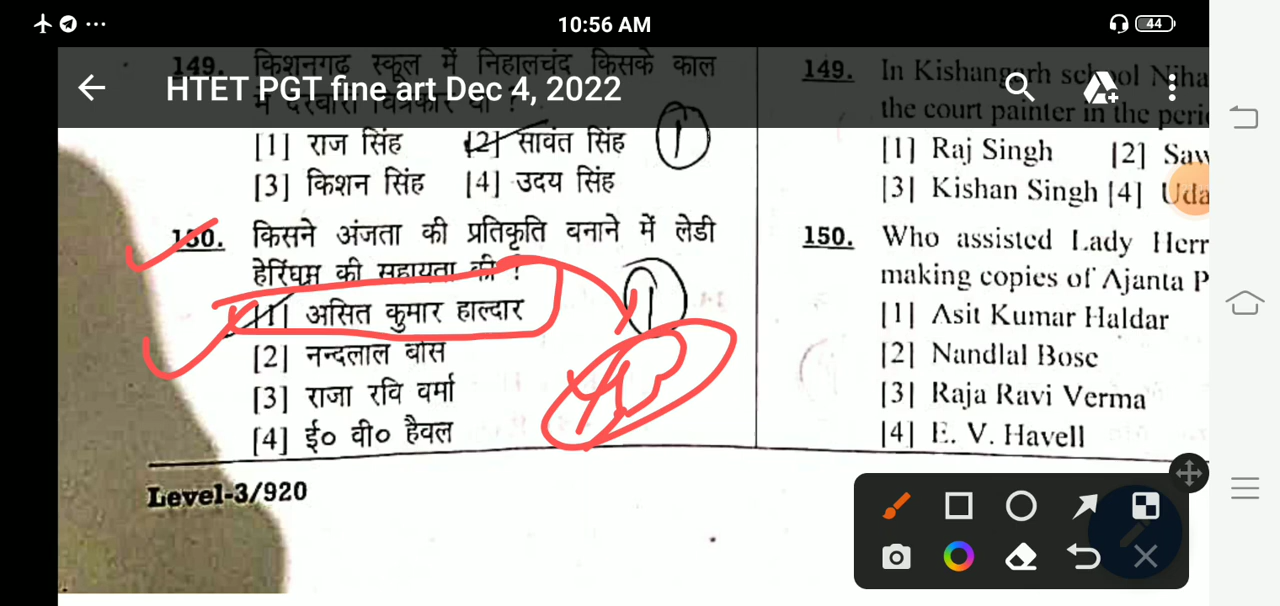 10:56 AM
44
149. किशनगढ़ स्कूल में निहालचंद किसके काल
HTET PGT fine art Dec 4, 2022
में दरबारी चित्रकार था ?
[1] राज सिंह [2] सावंत सिंह
[3] किशन सिंह [4] उदय सिंह
150. किसने अंजता की प्रतिकृति बनाने में लेडी
हेरिंघम की सहायता की ?
[1] असित कुमार हाल्दार
[2] नन्दलाल बोस
[3] राजा रवि वर्मा
[4] ई० वी० हैवल
Level-3/920
149. In Kishangarh school Niha
the court painter in the peri
[1] Raj Singh [2] Saw
[3] Kishan Singh [4] Uda
150. Who assisted Lady Herr
making copies of Ajanta P
[1] Asit Kumar Haldar
[2] Nandlal Bose
[3] Raja Ravi Verma
[4] E. V. Havell